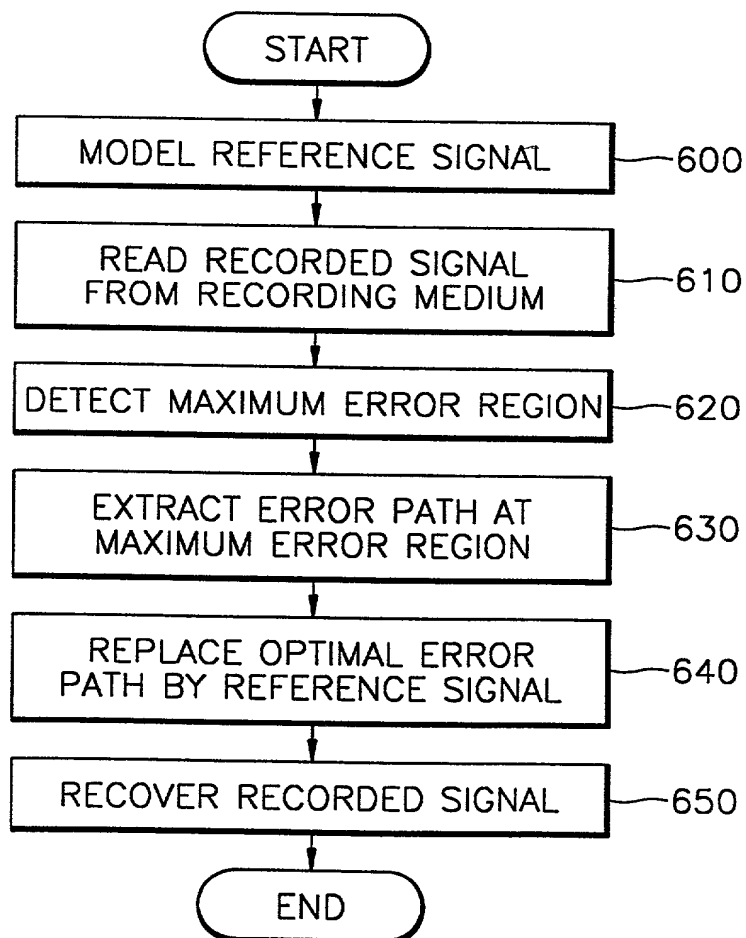 START
MODEL REFERENCE SIGNAL
600
READ RECORDED SIGNAL
FROM RECORDING MEDIUM
610
DETECT MAXIMUM ERROR REGION
620
EXTRACT ERROR PATH AT
MAXIMUM ERROR REGION
630
REPLACE OPTIMAL ERROR
PATH BY REFERENCE SIGNAL
640
RECOVER RECORDED SIGNAL
650
END